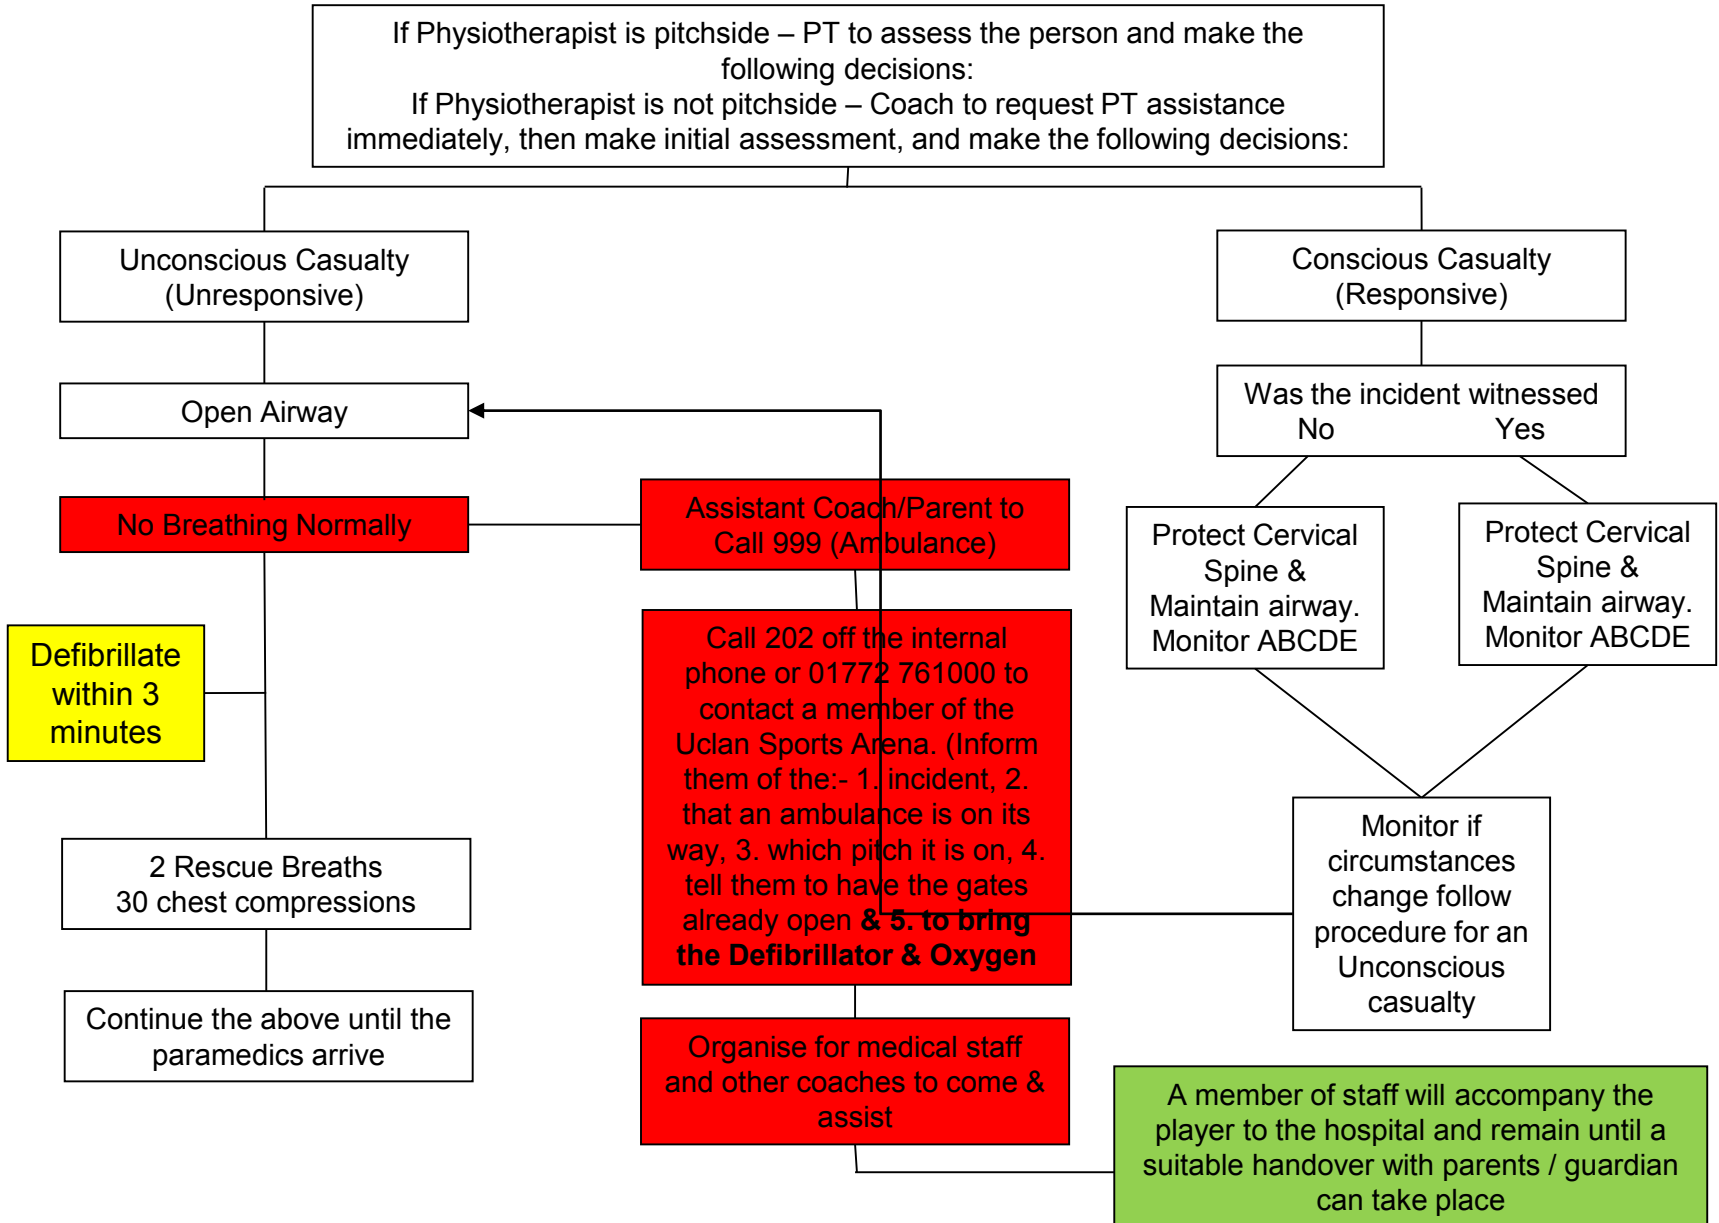 If Physiotherapist is pitchside – PT to assess the person and make the
following decisions:
If Physiotherapist is not pitchside – Coach to request PT assistance
immediately, then make initial assessment, and make the following decisions:
Unconscious Casualty
(Unresponsive)
Conscious Casualty
(Responsive)
Open Airway
Was the incident witnessed
No Yes
No Breathing Normally
Assistant Coach/Parent to
Call 999 (Ambulance)
Protect Cervical
Spine &
Maintain airway.
Monitor ABCDE
Protect Cervical
Spine &
Maintain airway.
Monitor ABCDE
Defibrillate
within 3
minutes
Call 202 off the internal
phone or 01772 761000 to
contact a member of the
Uclan Sports Arena. (Inform
them of the:- 1. incident, 2.
that an ambulance is on its
way, 3. which pitch it is on, 4.
tell them to have the gates
already open & 5. to bring
the Defibrillator & Oxygen
2 Rescue Breaths
30 chest compressions
Monitor if
circumstances
change follow
procedure for an
Unconscious
casualty
Continue the above until the
paramedics arrive
Organise for medical staff
and other coaches to come &
assist
A member of staff will accompany the
player to the hospital and remain until a
suitable handover with parents / guardian
can take place